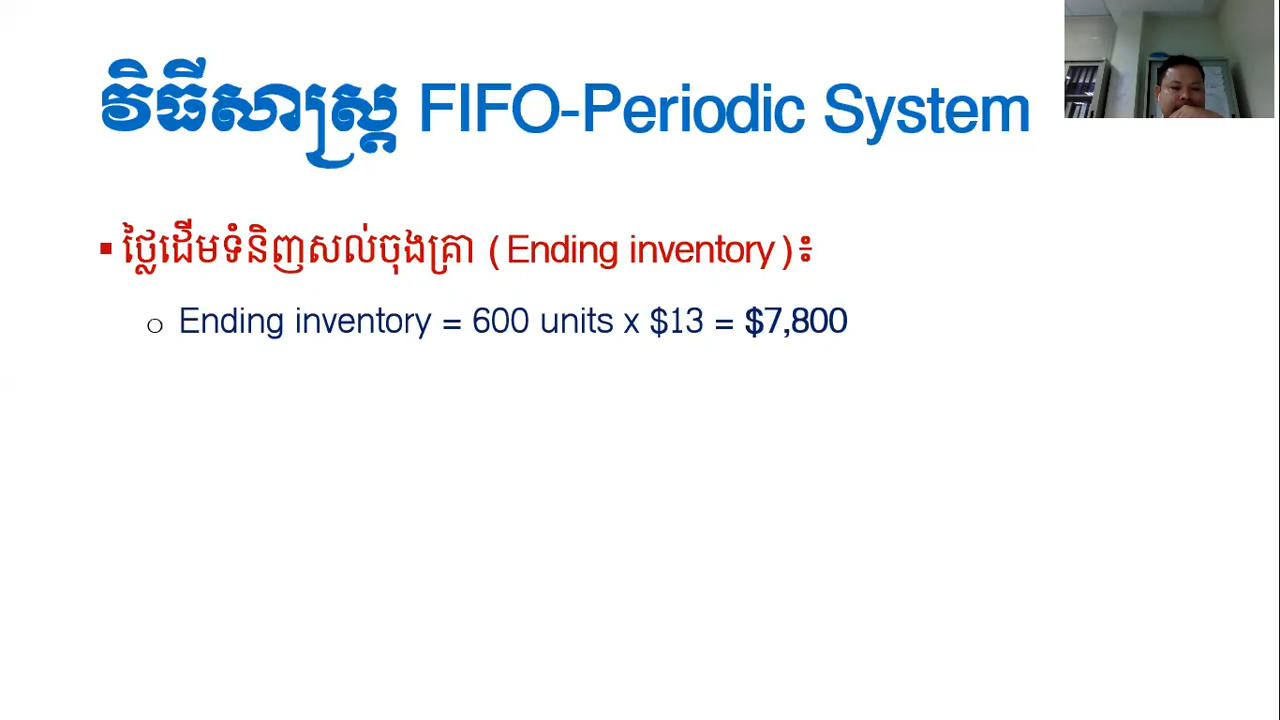 វិធីសាស្ត្រ FIFO-Periodic System
ថ្លៃដើមទំនិញសល់ចុងគ្រា (Ending inventory)៖
Ending inventory = 600 units x $13 = $7,800